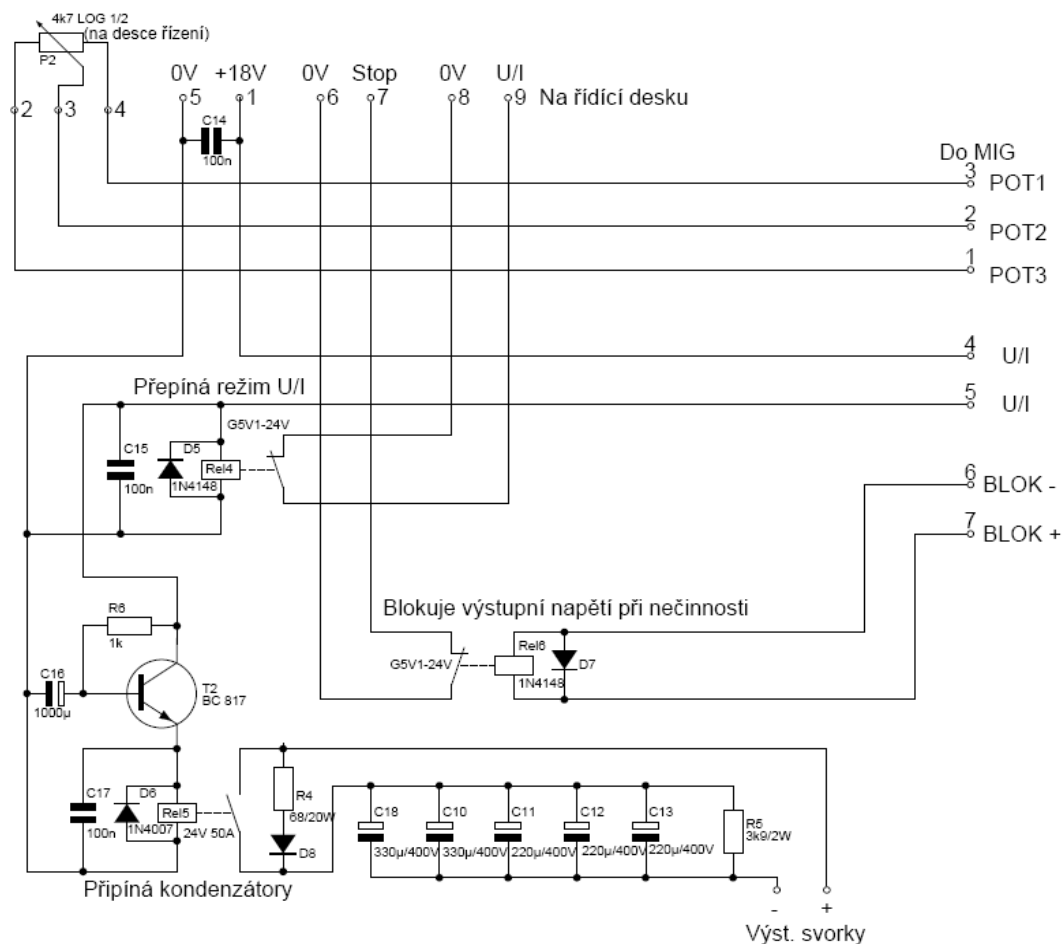 4k7 LOG 1/2
(na desce řízení)
P2
0V +18V 0V Stop 0V U/I
2 3 4 5 1 6 7 8 9 Na řídící desku
C14
100n
Do MIG
3 POT1
2 POT2
1 POT3
4 U/I
Přepíná režim U/I
5 U/I
G5V1-24V
C15
100n
D5
1N4148
Rel4
6 BLOK -
7 BLOK +
Blokuje výstupní napětí při nečinnosti
R6
1k
G5V1-24V
Rel6
1N4148
D7
C16
1000µ
T2
BC 817
C17
100n
D6
1N4007
Rel5
24V 50A
R4
68/20W
D8
C18
330µ/400V
C10
330µ/400V
C11
220µ/400V
C12
220µ/400V
C13
220µ/400V
R5
3k9/2W
Připíná kondenzátory
- +
Výst. svorky